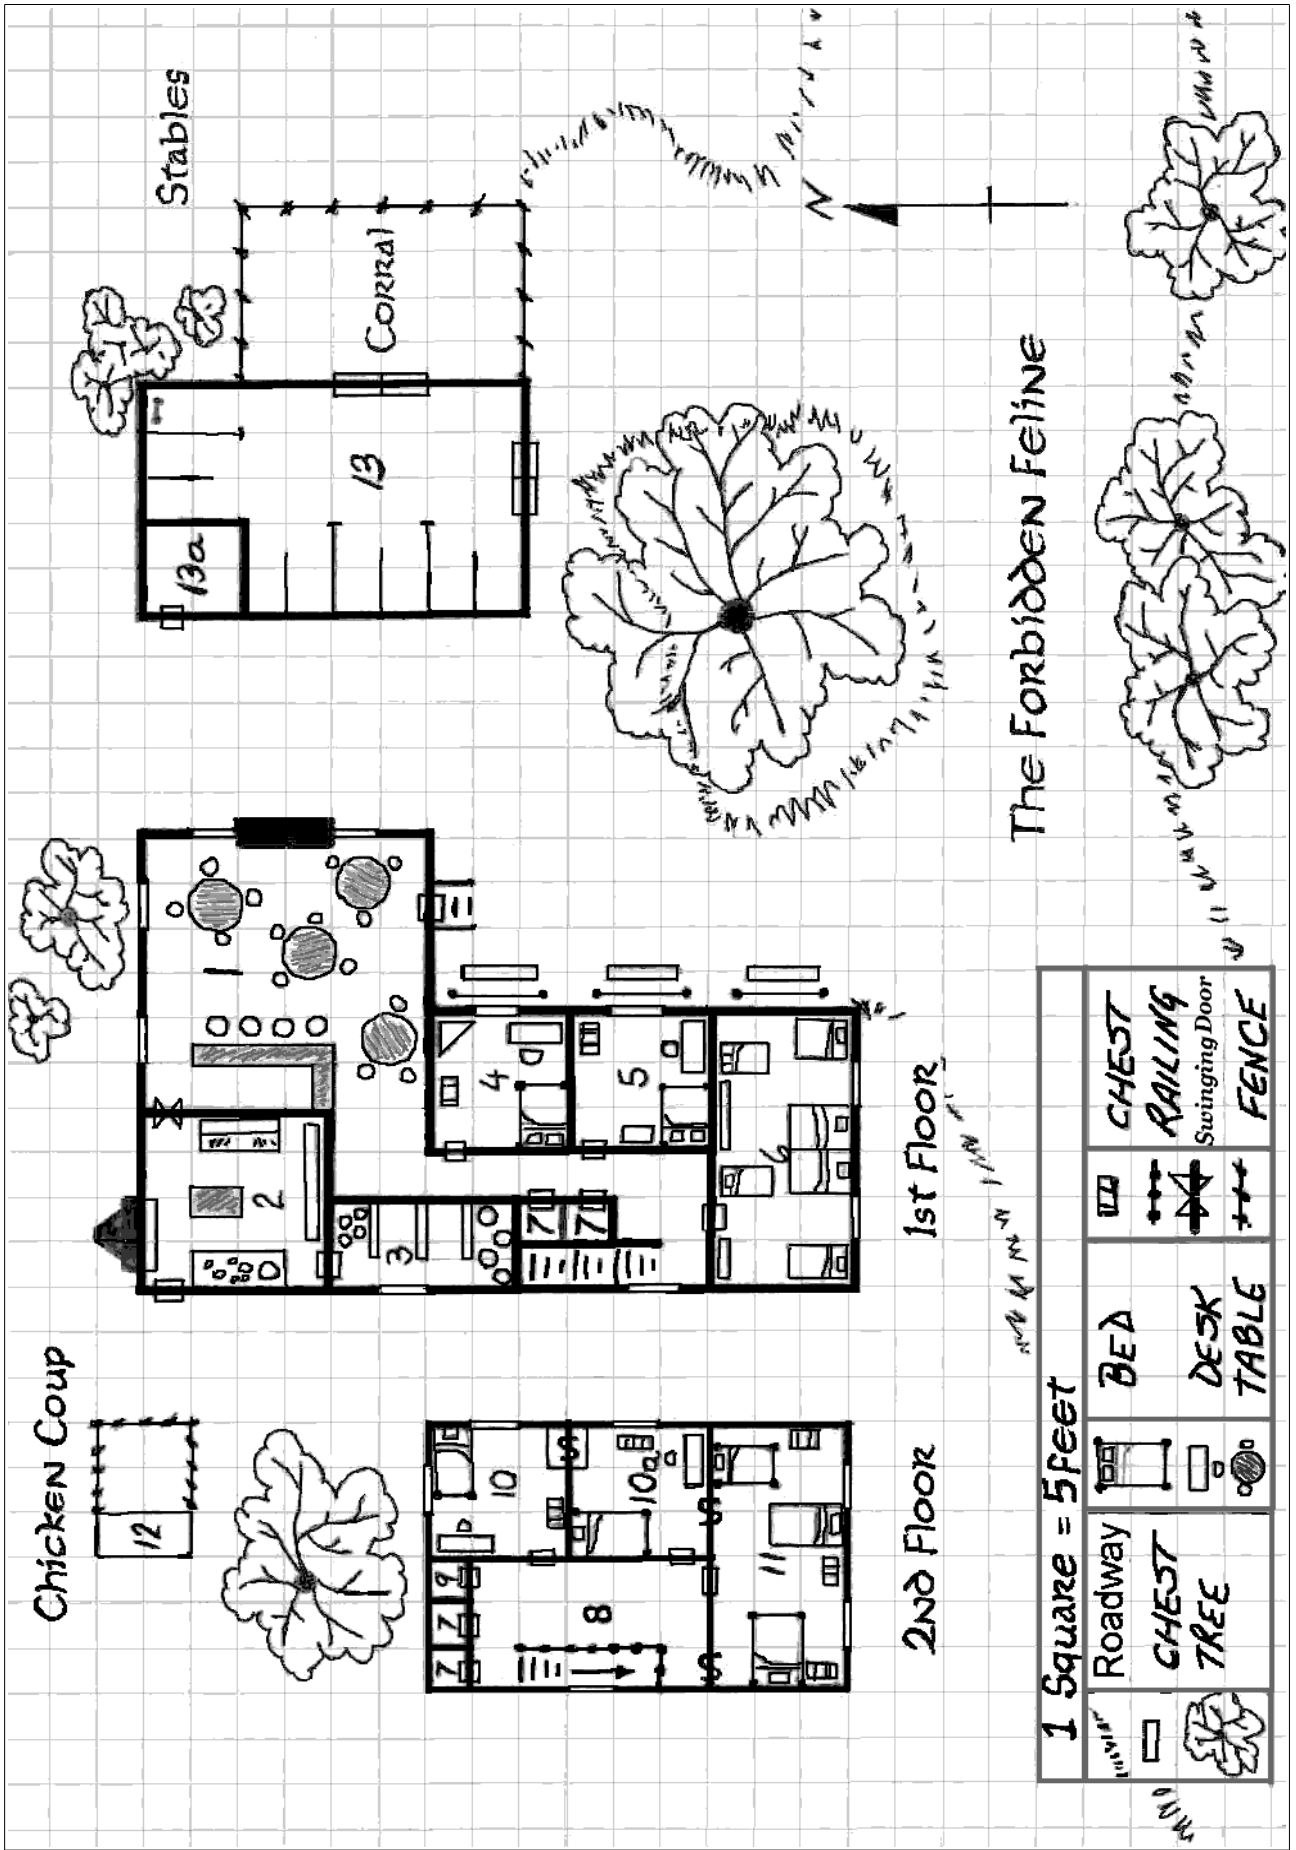 Chicken Coup
12
Stables
13a
13
Corral
1
2
3
4
5
6
7
7
1st Floor
N
7
7
9
8
10
S
10a
S
S
11
2ND FLOOR
The Forbidden Feline
1 Square = 5feet
Roadway
CHEST
TREE
BED
DESK
TABLE
CHEST
RAILING
Swinging Door
FENCE